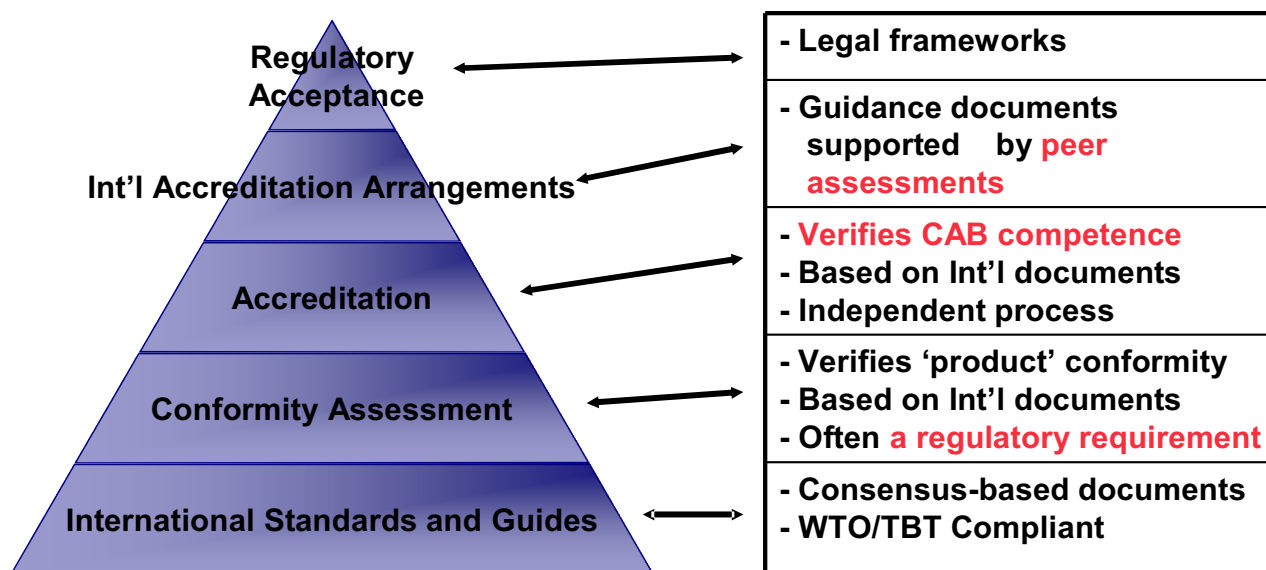 Regulatory
Acceptance
- Legal frameworks
Int'l Accreditation Arrangements
- Guidance documents
supported by peer
assessments
Accreditation
- Verifies CAB competence
- Based on Int'l documents
- Independent process
Conformity Assessment
- Verifies ‘product’ conformity
- Based on Int'l documents
- Often a regulatory requirement
International Standards and Guides
- Consensus-based documents
- WTO/TBT Compliant